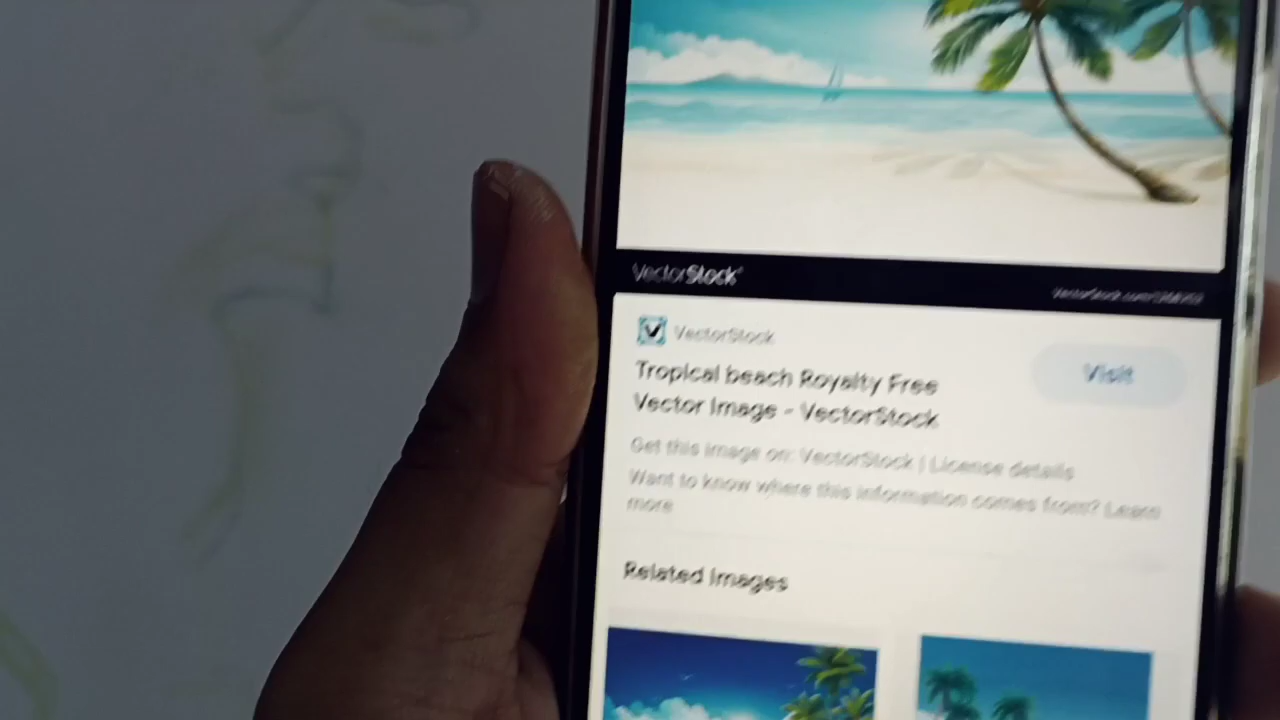 VectorStock®
VectorStock
Visit
Tropical beach Royalty Free
Vector Image - VectorStock
Get this image on: VectorStock | License details
Want to know where this information comes from? Learn
more
Related Images